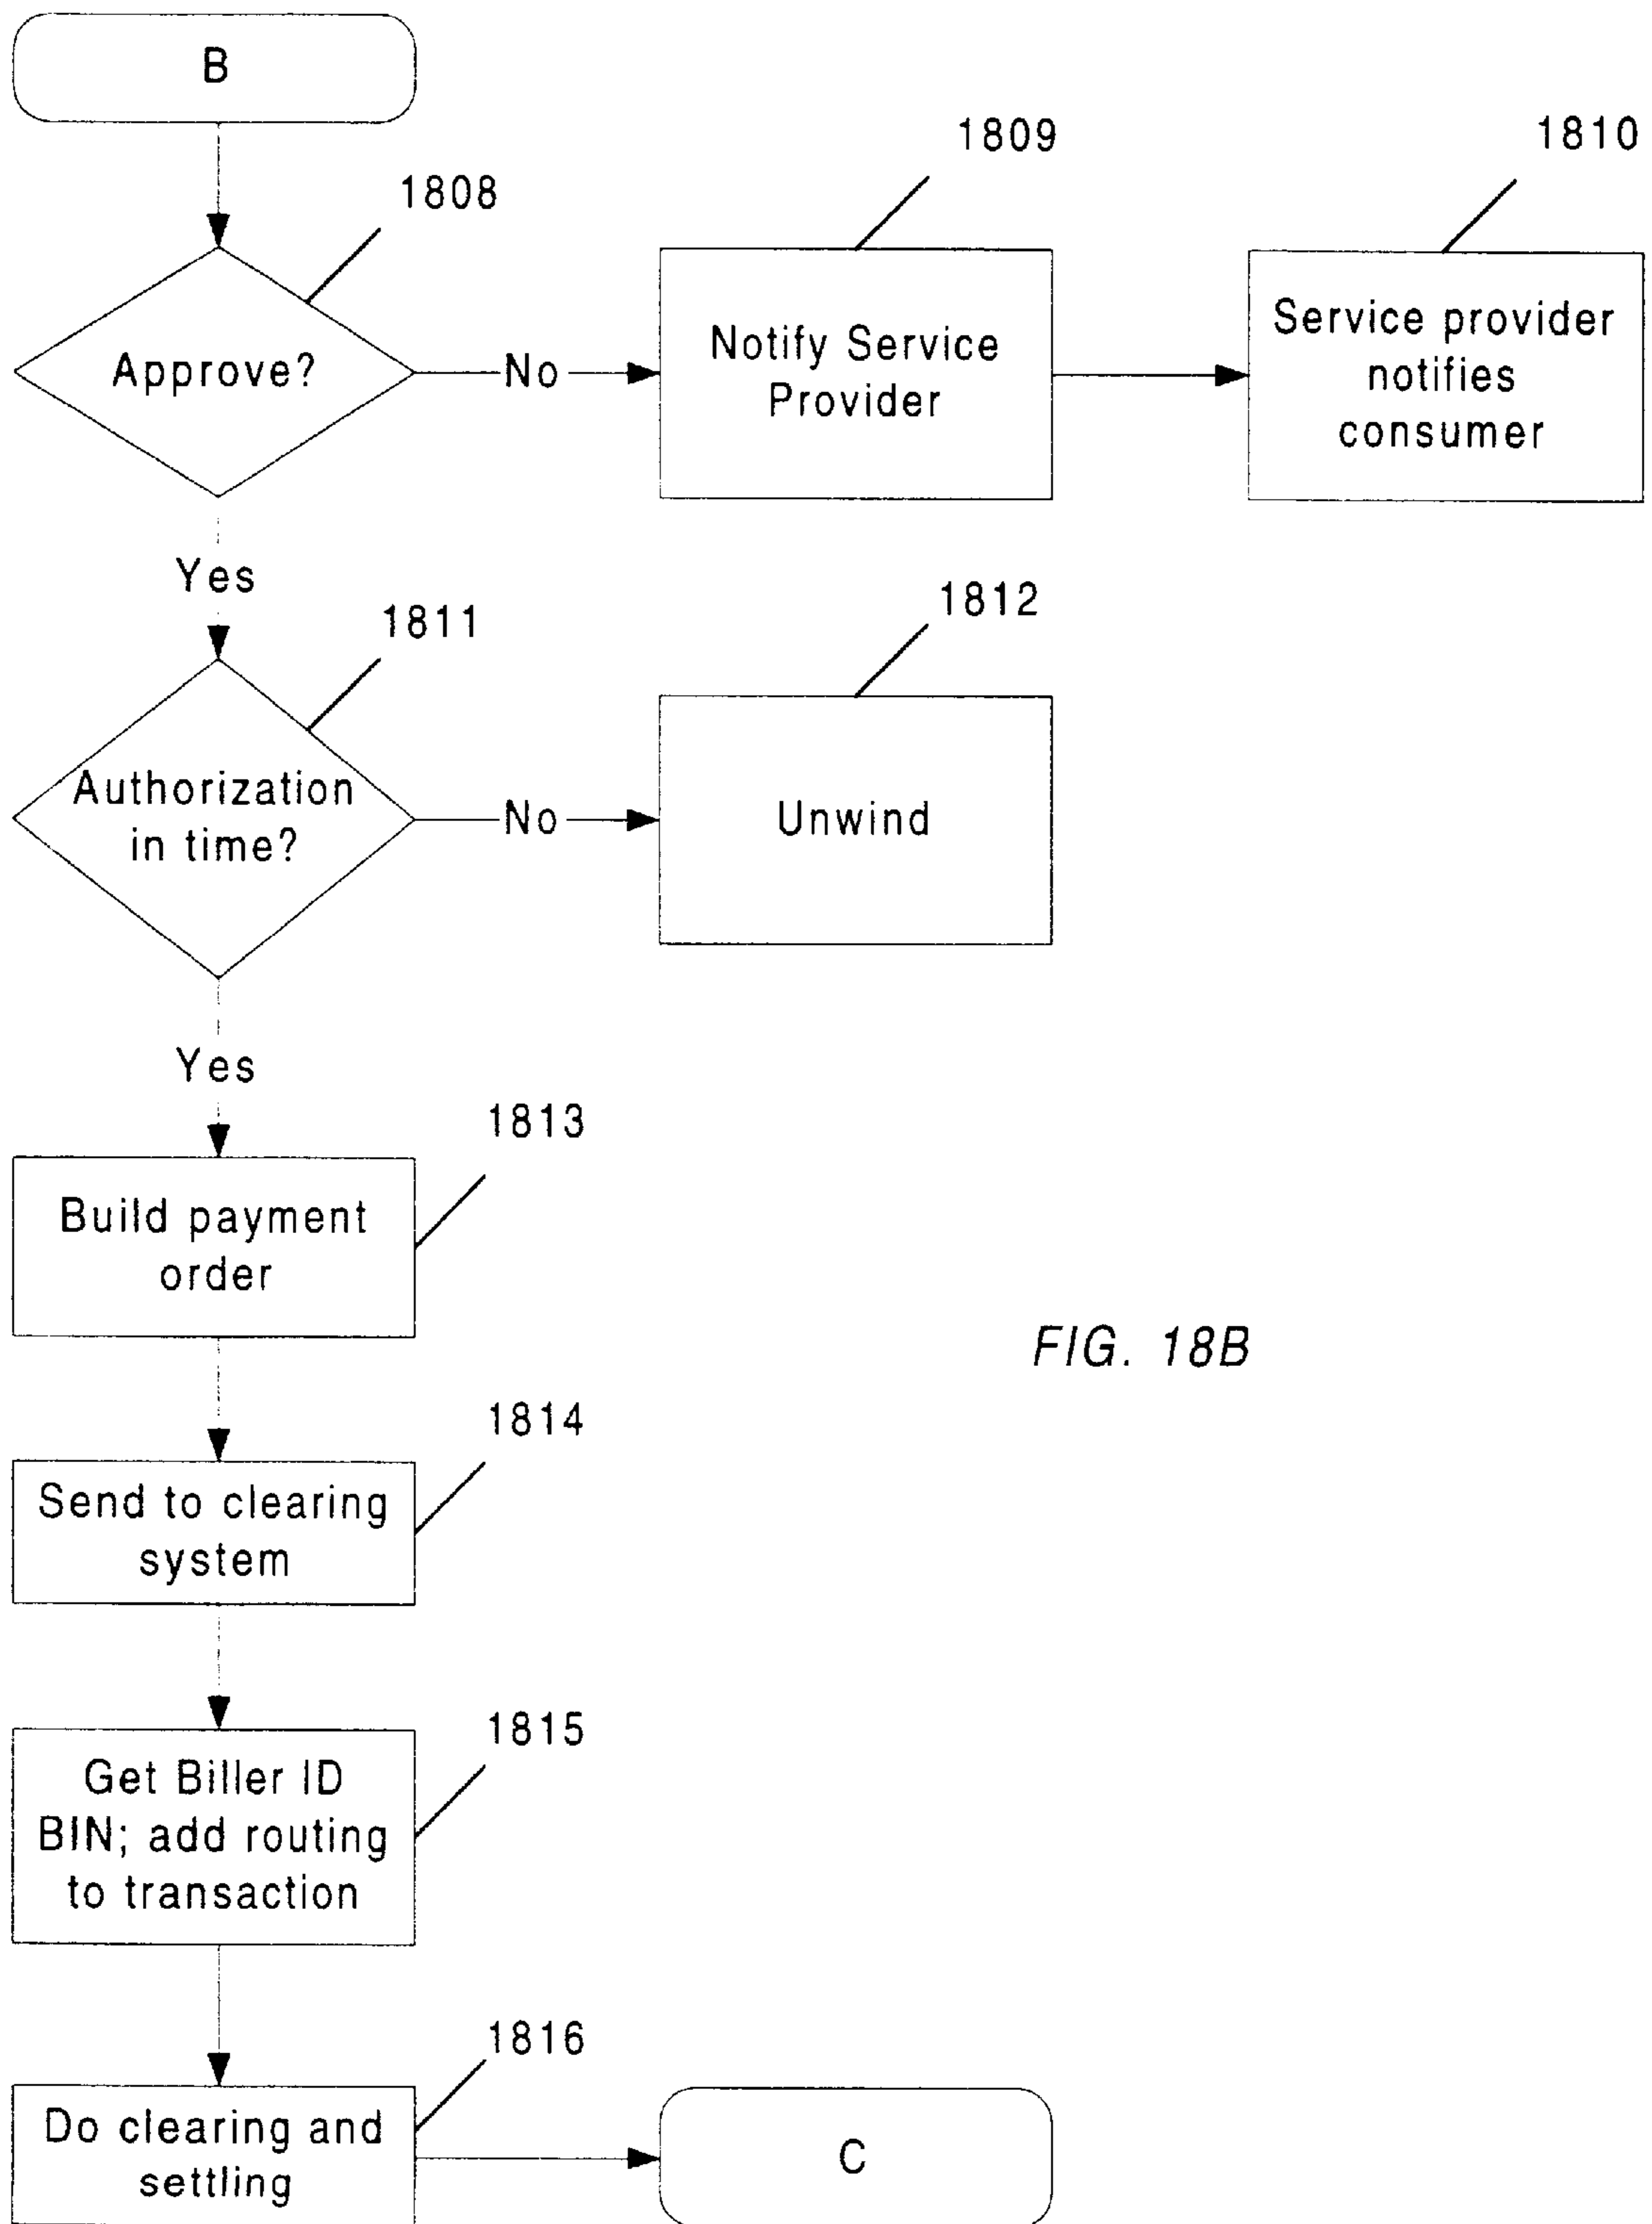 B
1808
1809
1810
Approve?
No
Notify Service
Provider
Service provider
notifies
consumer
Yes
1811
1812
Authorization
in time?
No
Unwind
Yes
1813
Build payment
order
FIG. 18B
1814
Send to clearing
system
1815
Get Biller ID
BIN; add routing
to transaction
1816
Do clearing and
settling
C